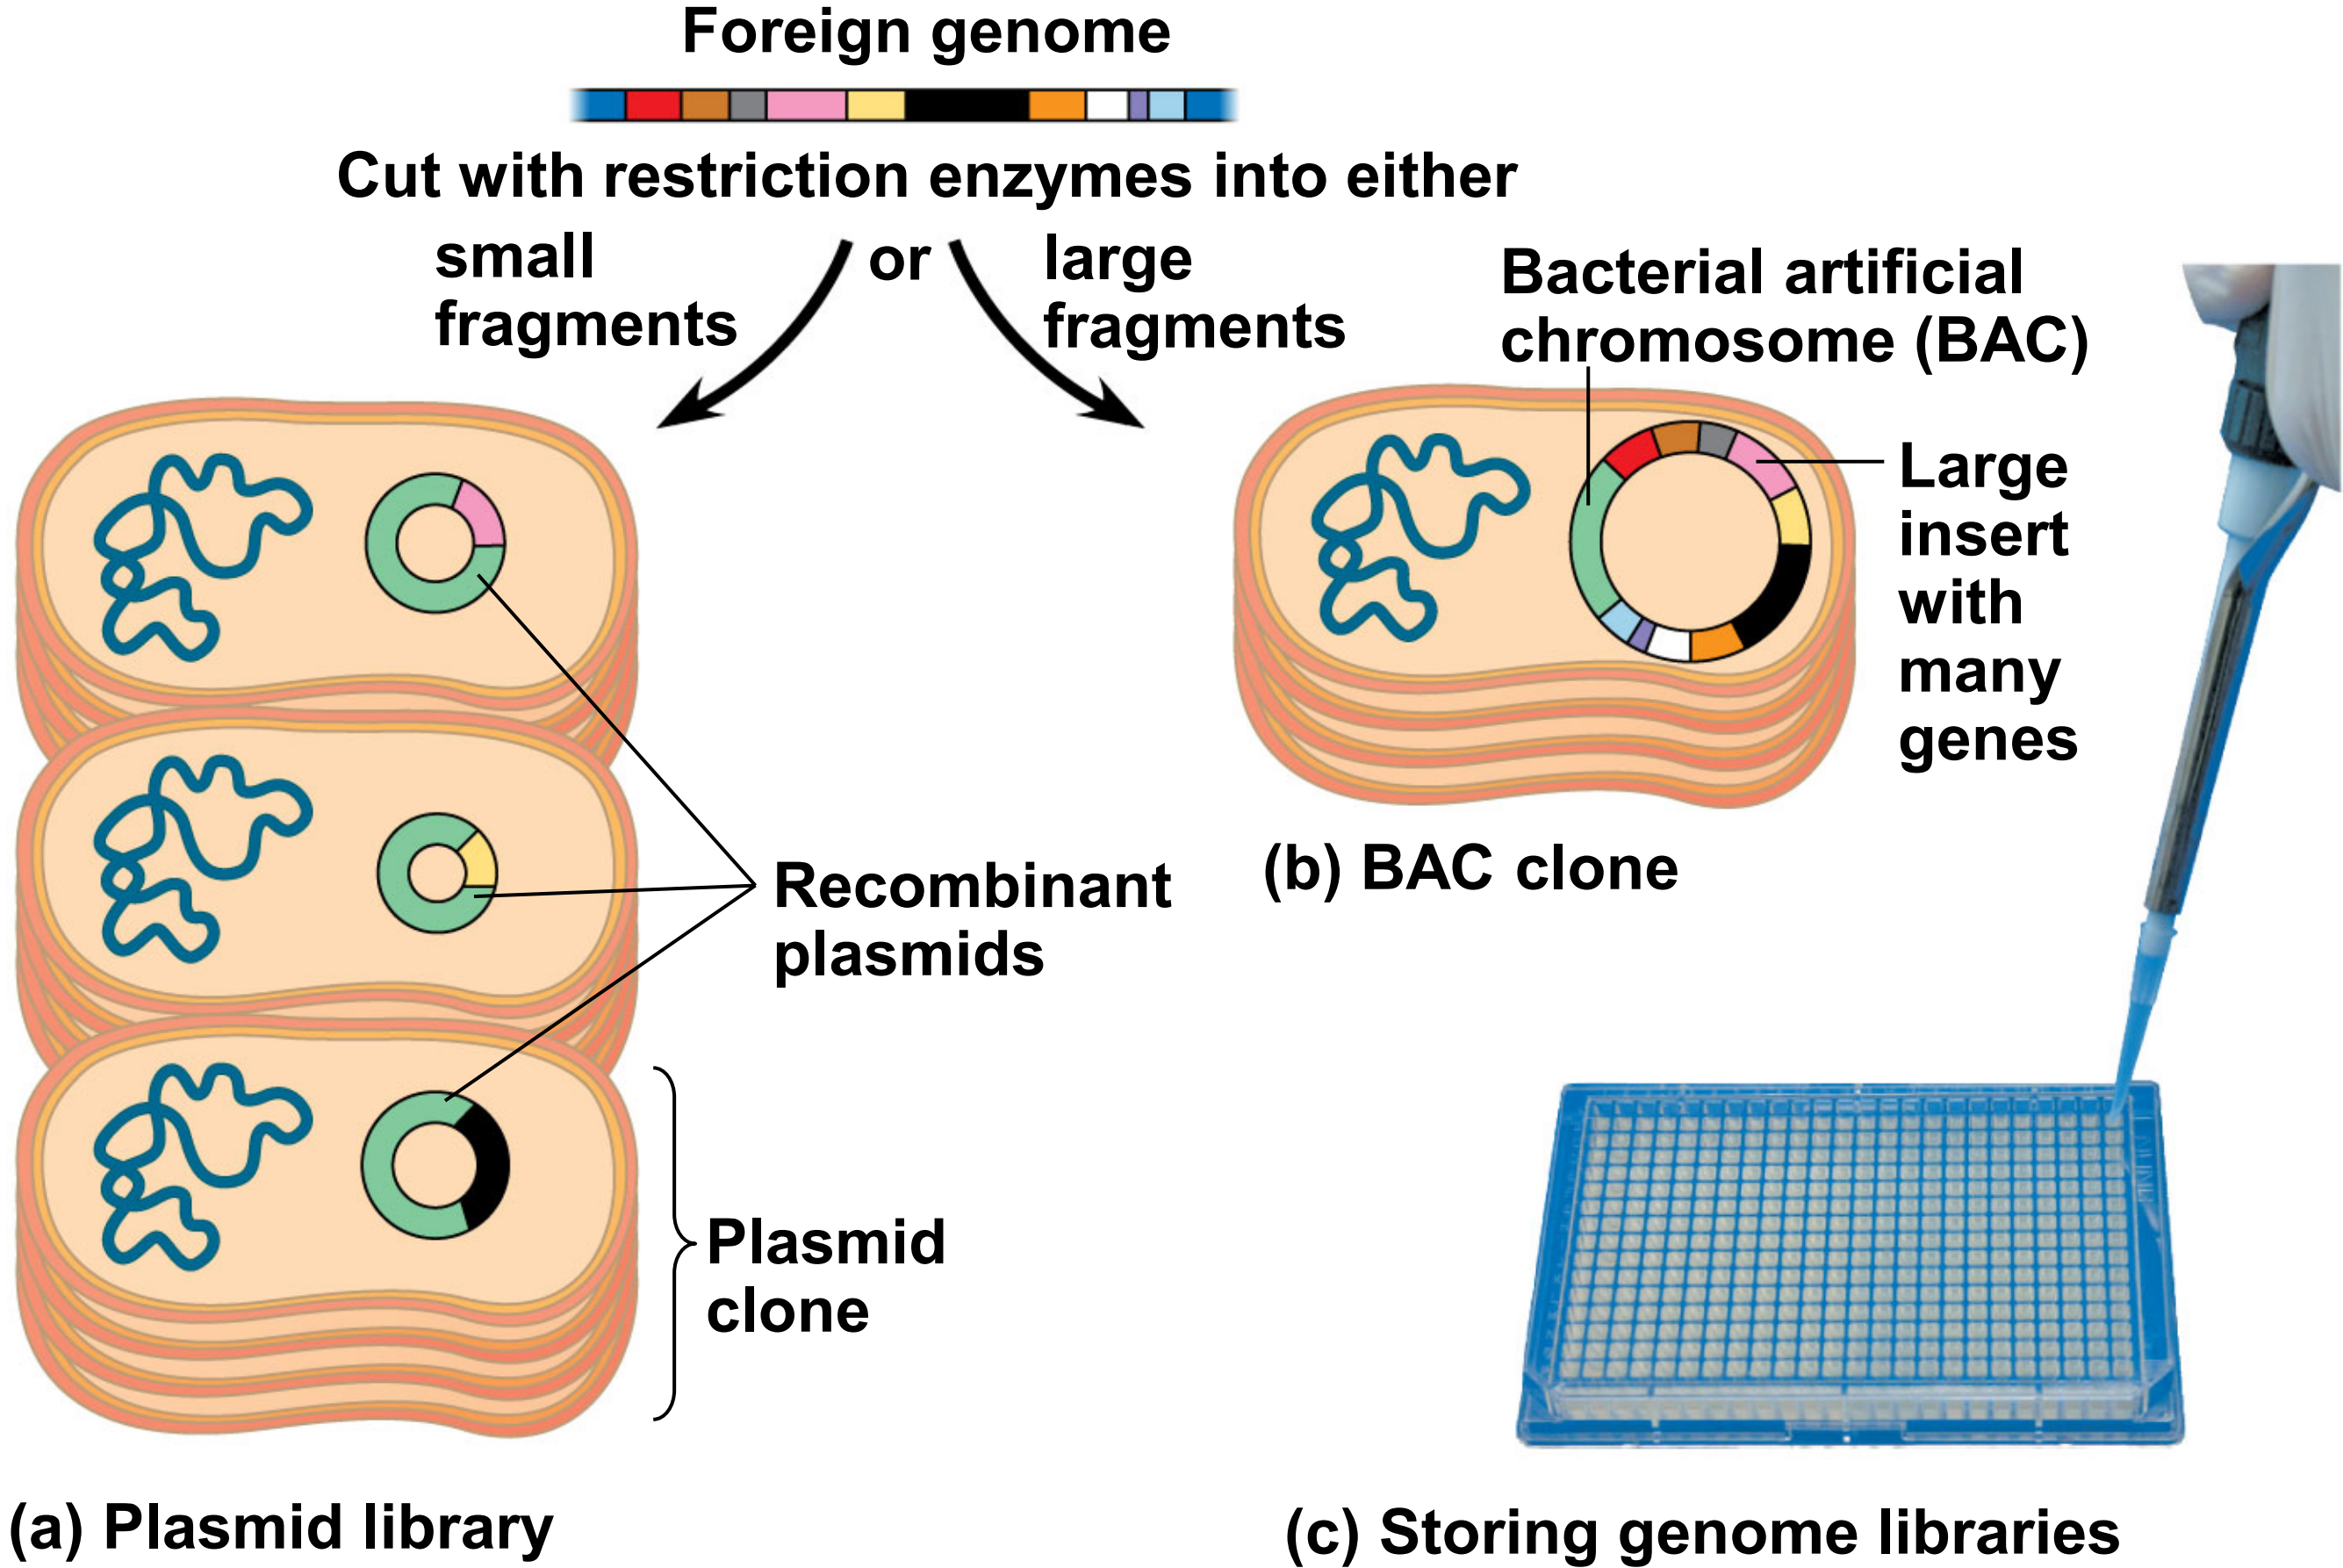 Foreign genome
Cut with restriction enzymes into either
small
fragments
or
large
fragments
Bacterial artificial
chromosome (BAC)
Large
insert
with
many
genes
(b) BAC clone
Recombinant
plasmids
Plasmid
clone
(a) Plasmid library
(c) Storing genome libraries